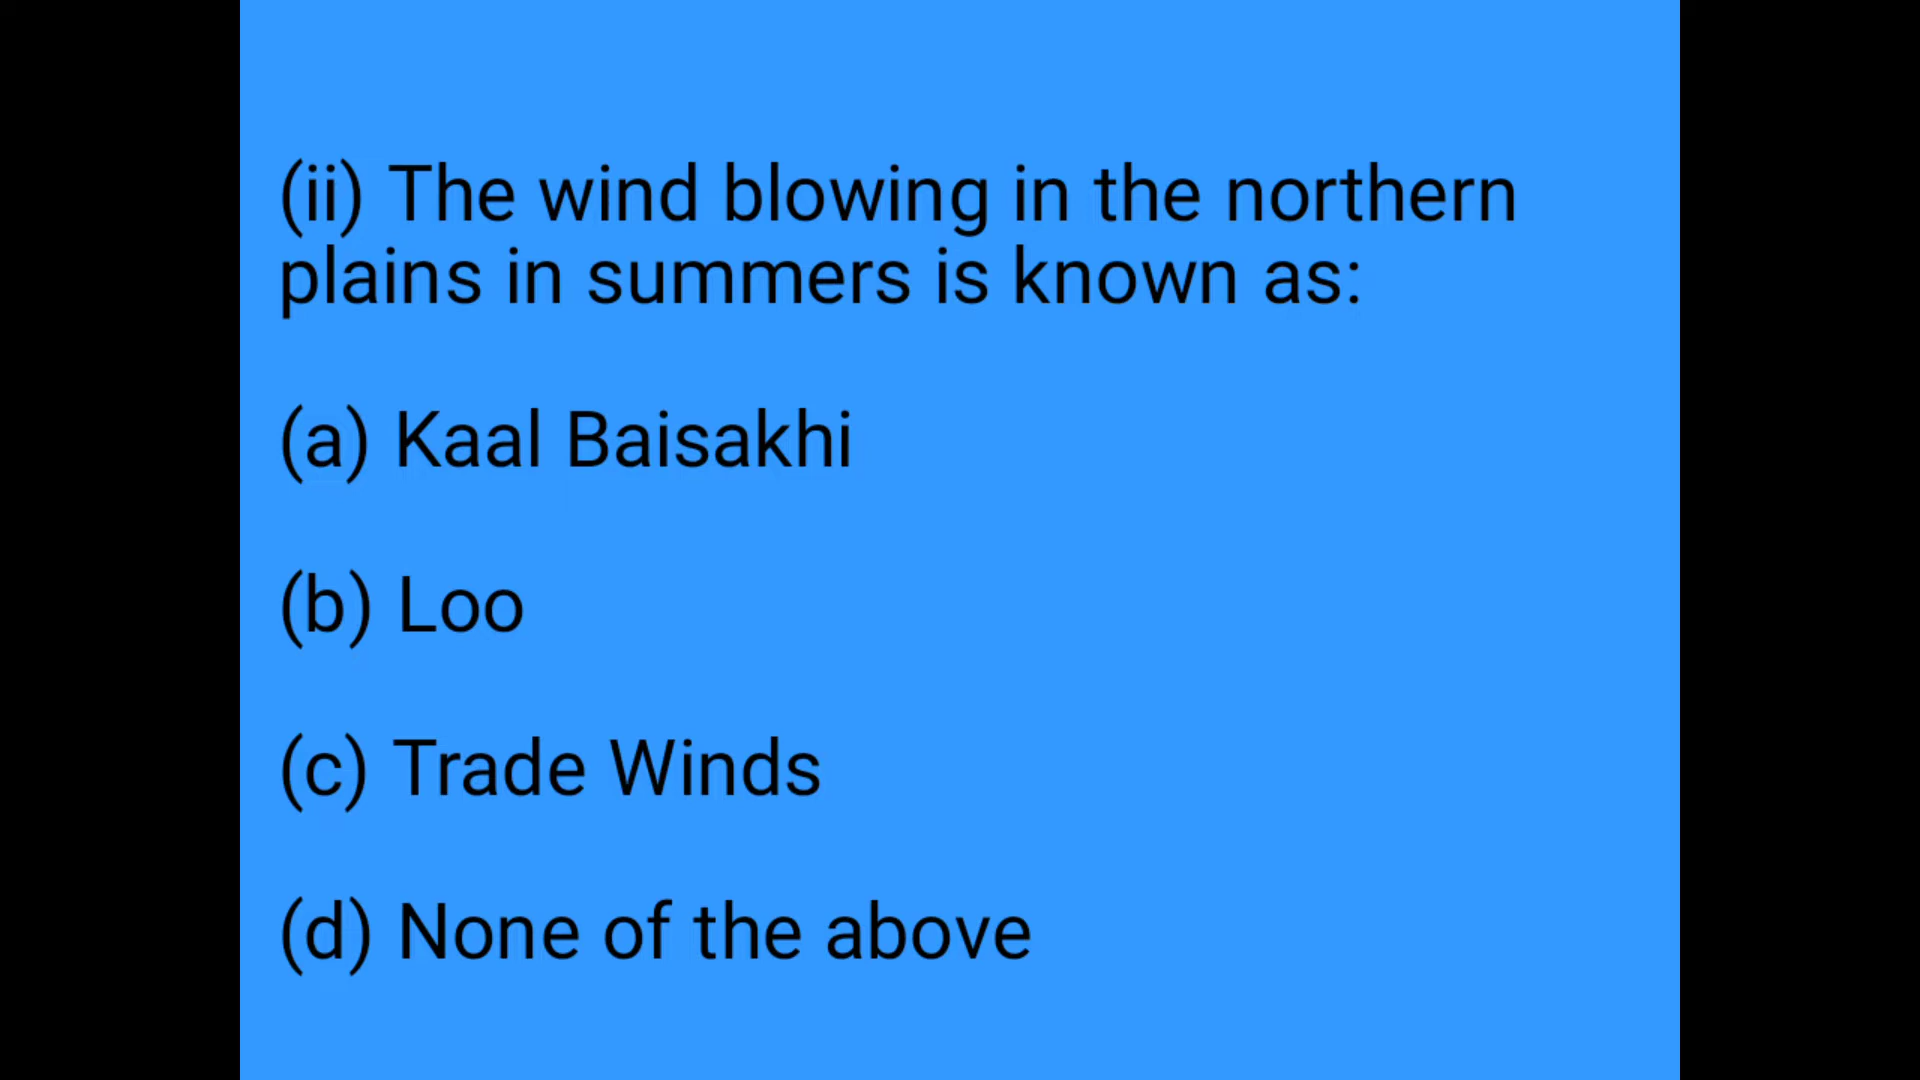 (ii) The wind blowing in the northern
plains in summers is known as:
(a) Kaal Baisakhi
(b) Loo
(c) Trade Winds
(d) None of the above